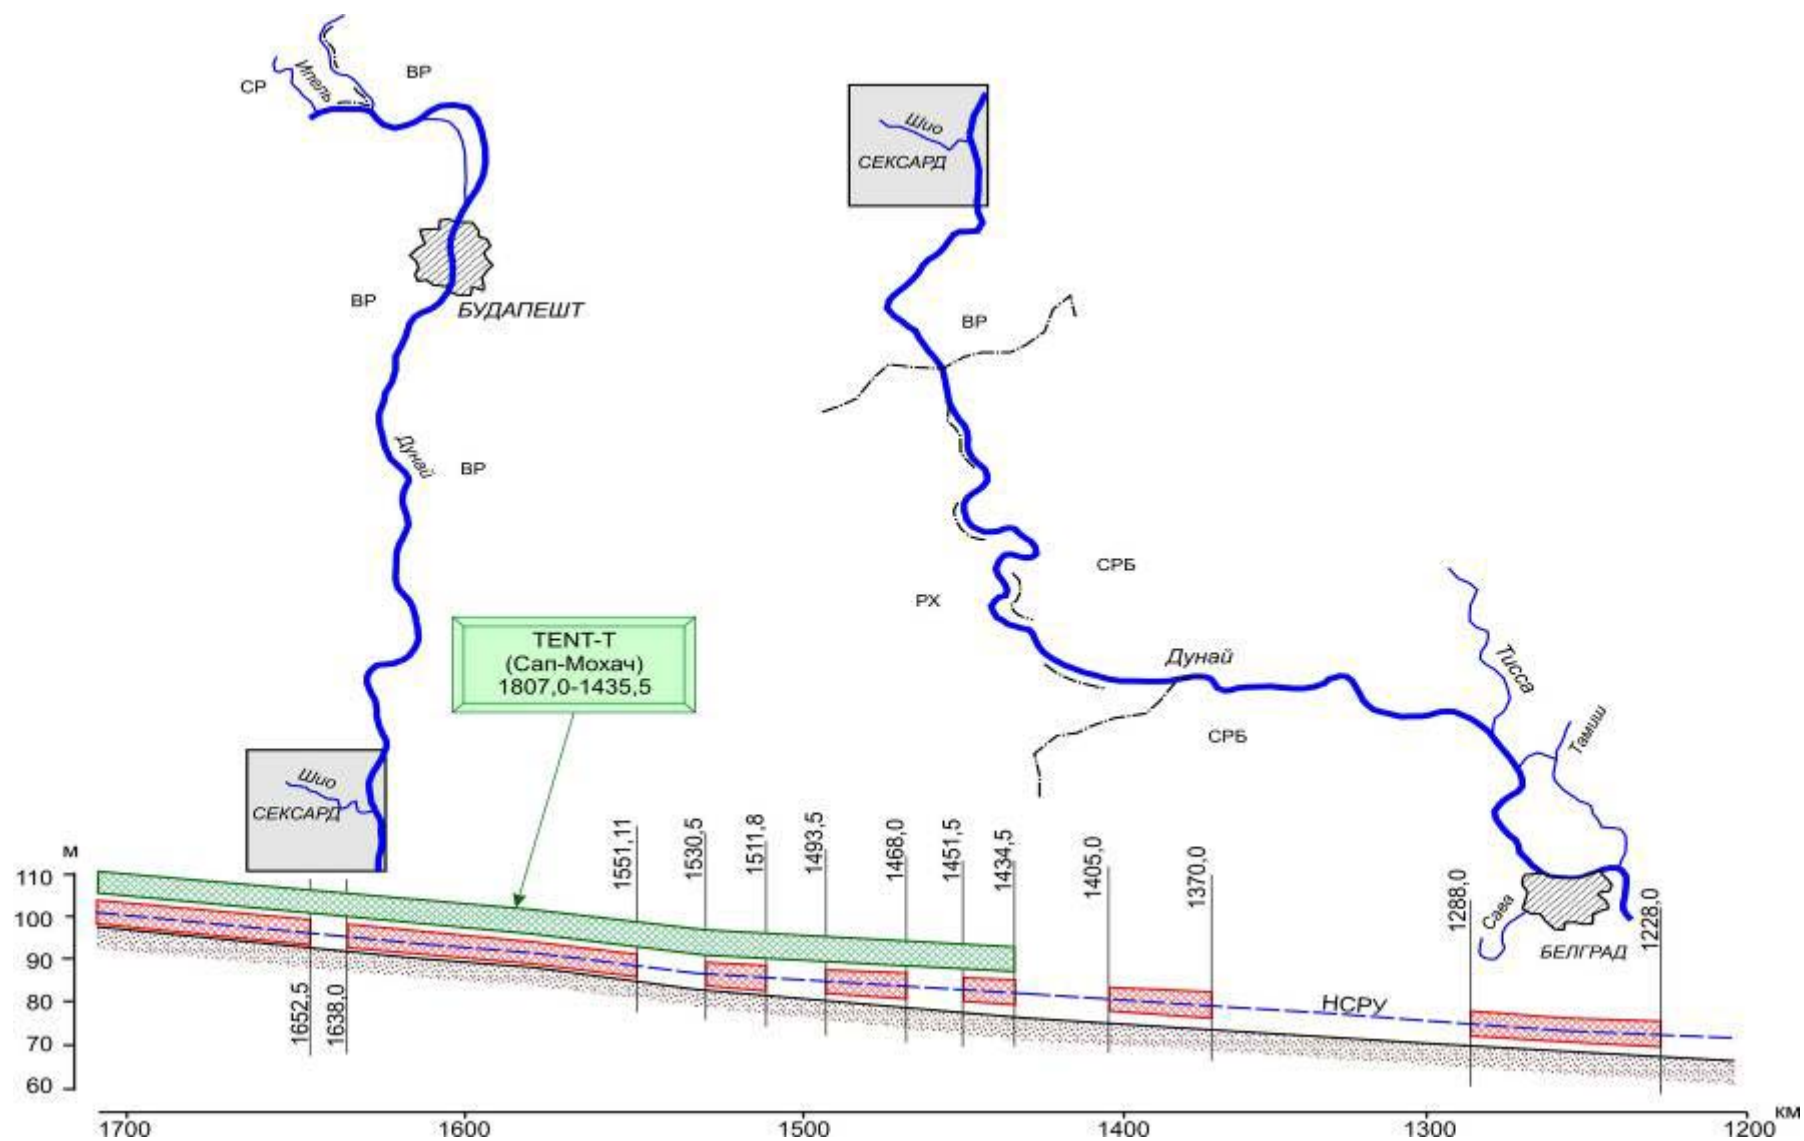 ВР
СР
Ипель
БУДАПЕШТ
ВР
Дунай
ВР
Шио
СЕКСАРД
Шио
СЕКСАРД
ВР
СРБ
РХ
Дунай
СРБ
Тисса
Тамиш
Сава
БЕЛГРАД
TENT-T
(Сап-Мохач)
1807,0-1435,5
1652,5
1638,0
1551,11
1530,5
1511,8
1493,5
1468,0
1451,5
1434,5
1405,0
1370,0
1288,0
1228,0
НСРУ
м
110
100
90
80
70
60
1700
1600
1500
1400
1300
1200
км